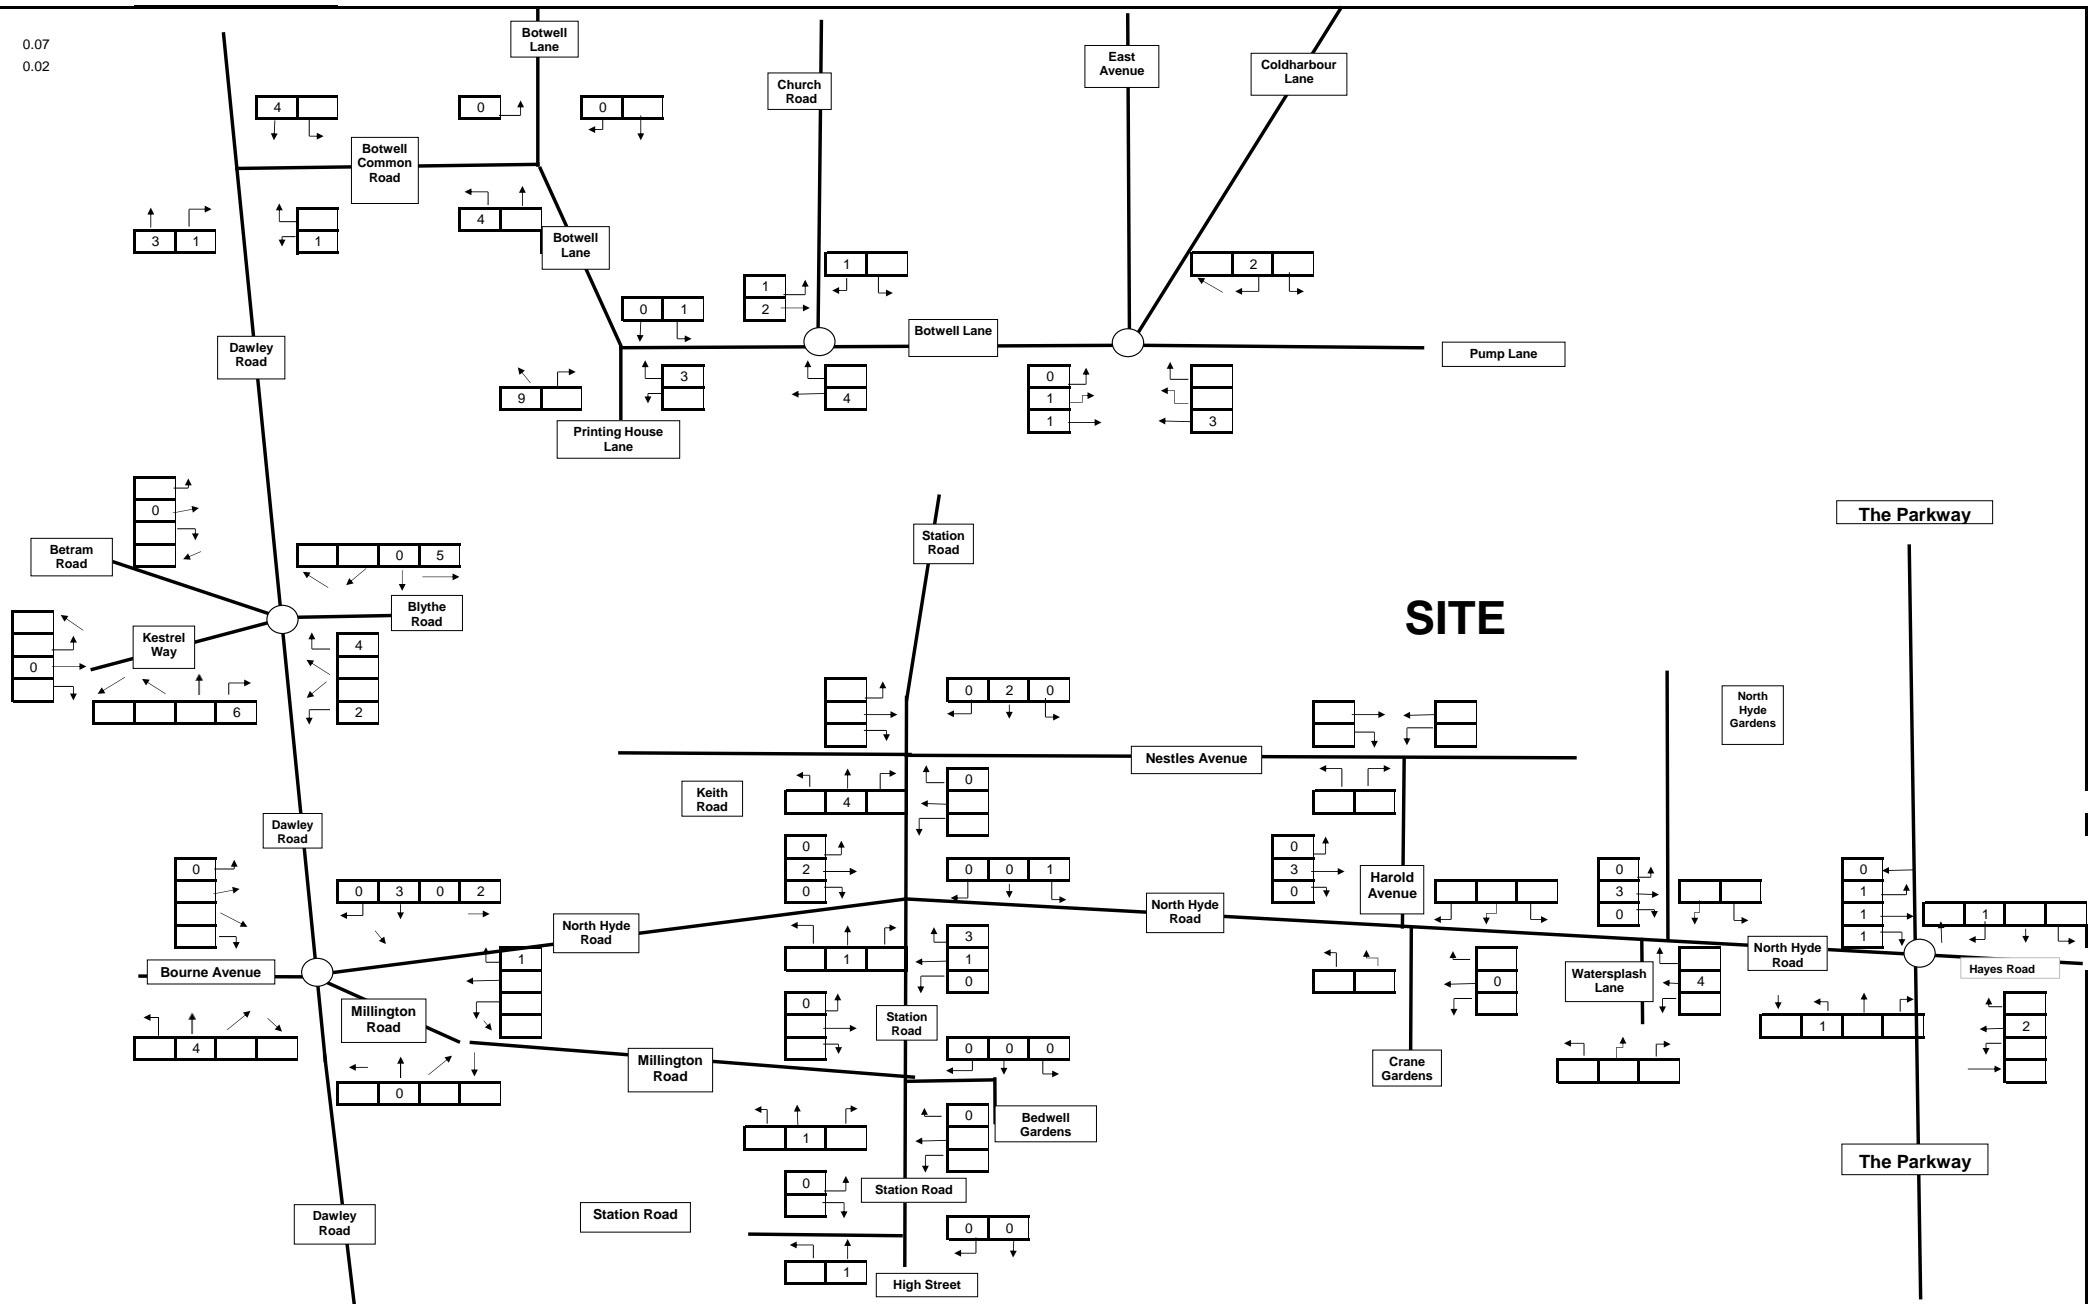 Botwell
Lane
0.07
0.02
East
Avenue
Coldharbour
Lane
Church
Road
4
0
0
Botwell
Common
Road
4
3 1
1
Botwell
Lane
1
2
1
2
0 1
Botwell Lane
Dawley
Road
Pump Lane
9
3
4
0
1
1
3
Printing House
Lane
0
The Parkway
Station
Road
Betram
Road
0 5
Blythe
Road
SITE
Kestrel
Way
0
4
2
6
0 2 0
North
Hyde
Gardens
Nestles Avenue
Keith
Road
4
0
Dawley
Road
0
2
0
0
3
0
0
0 3 0 2
0 0 1
Harold
Avenue
0
3
0
0
1
1
1
1
North Hyde
Road
North Hyde
Road
North Hyde
Road
Bourne Avenue
1
1
3
1
0
0
Watersplash
Lane
4
Hayes Road
Millington
Road
4
0
Station
Road
1
2
0 0 0
Millington
Road
Crane
Gardens
0
1
0
Bedwell
Gardens
The Parkway
0
Station Road
Dawley
Road
Station Road
0 0
1
High Street